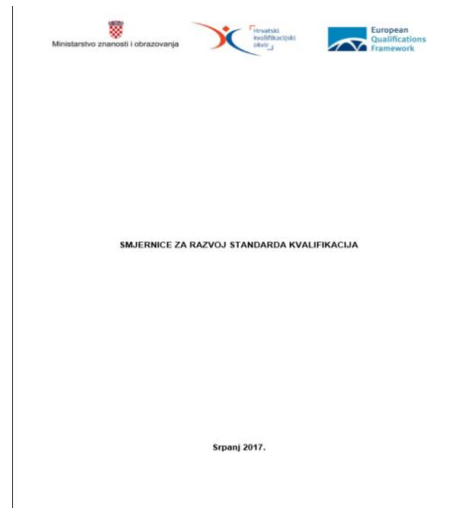 Ministarstvo znanosti i obrazovanja
Hrvatski
kvalifikacijski
okvir
European
Qualifications
Framework
SMJERNICE ZA RAZVOJ STANDARDA KVALIFIKACIJA
Srpanj 2017.